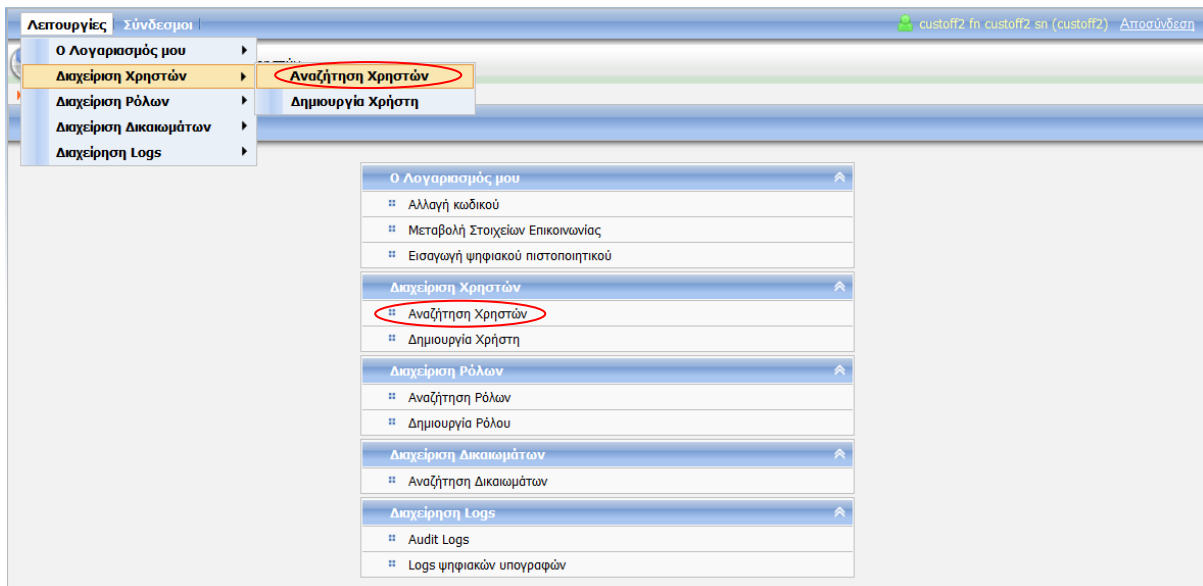 Λειτουργίες Σύνδεσμοι custoff2 fn custoff2 sn (custoff2) Αποσύνδεση
Ο Λογαριασμός μου
Διαχείριση Χρηστών Αναζήτηση Χρηστών
Διαχείριση Ρόλων Δημιουργία Χρήστη
Διαχείριση Δικαιωμάτων
Διαχείρηση Logs
Ο Λογαριασμός μου
Αλλαγή κωδικού
Μεταβολή Στοιχείων Επικοινωνίας
Εισαγωγή ψηφιακού πιστοποιητικού
Διαχείριση Χρηστών
Αναζήτηση Χρηστών
Δημιουργία Χρήστη
Διαχείριση Ρόλων
Αναζήτηση Ρόλων
Δημιουργία Ρόλου
Διαχείριση Δικαιωμάτων
Αναζήτηση Δικαιωμάτων
Διαχείρηση Logs
Audit Logs
Logs ψηφιακών υπογραφών